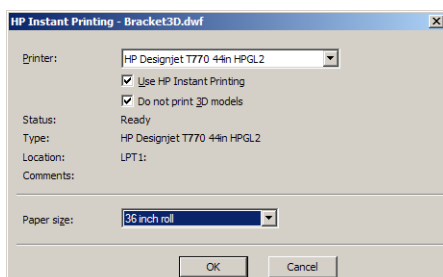 HP Instant Printing - Bracket3D.dwf
Printer: HP Designjet T770 44in HPGL2
Use HP Instant Printing
Do not print 3D models
Status: Ready
Type: HP Designjet T770 44in HPGL2
Location: LPT1:
Comments:
Paper size: 36 inch roll
OK Cancel